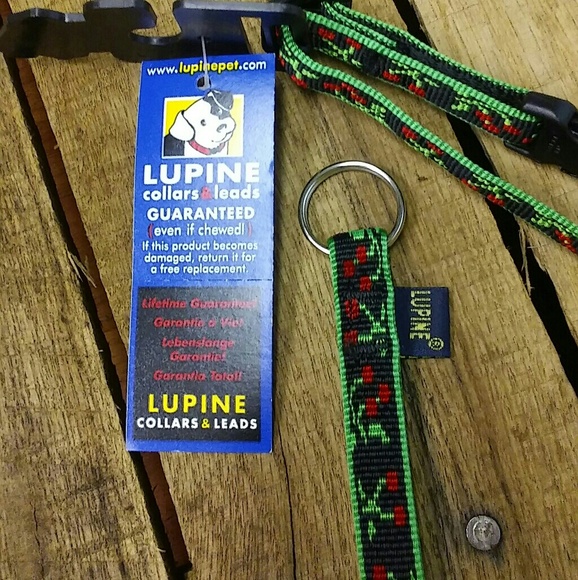 www.lupinepet.com
LUPINE
collars & leads
GUARANTEED
(even if chewed!)
If this product becomes
damaged, return it for
a free replacement.
Lifetime Guarantee!
Garantie a Vie!
Lebenslange
Garantie!
Garantia Total!
LUPINE
COLLARS & LEADS
LUPINE®